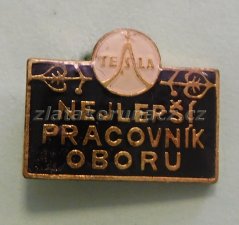 TESLA
NEJLEPŠÍ
PRACOVNÍK
OBORU